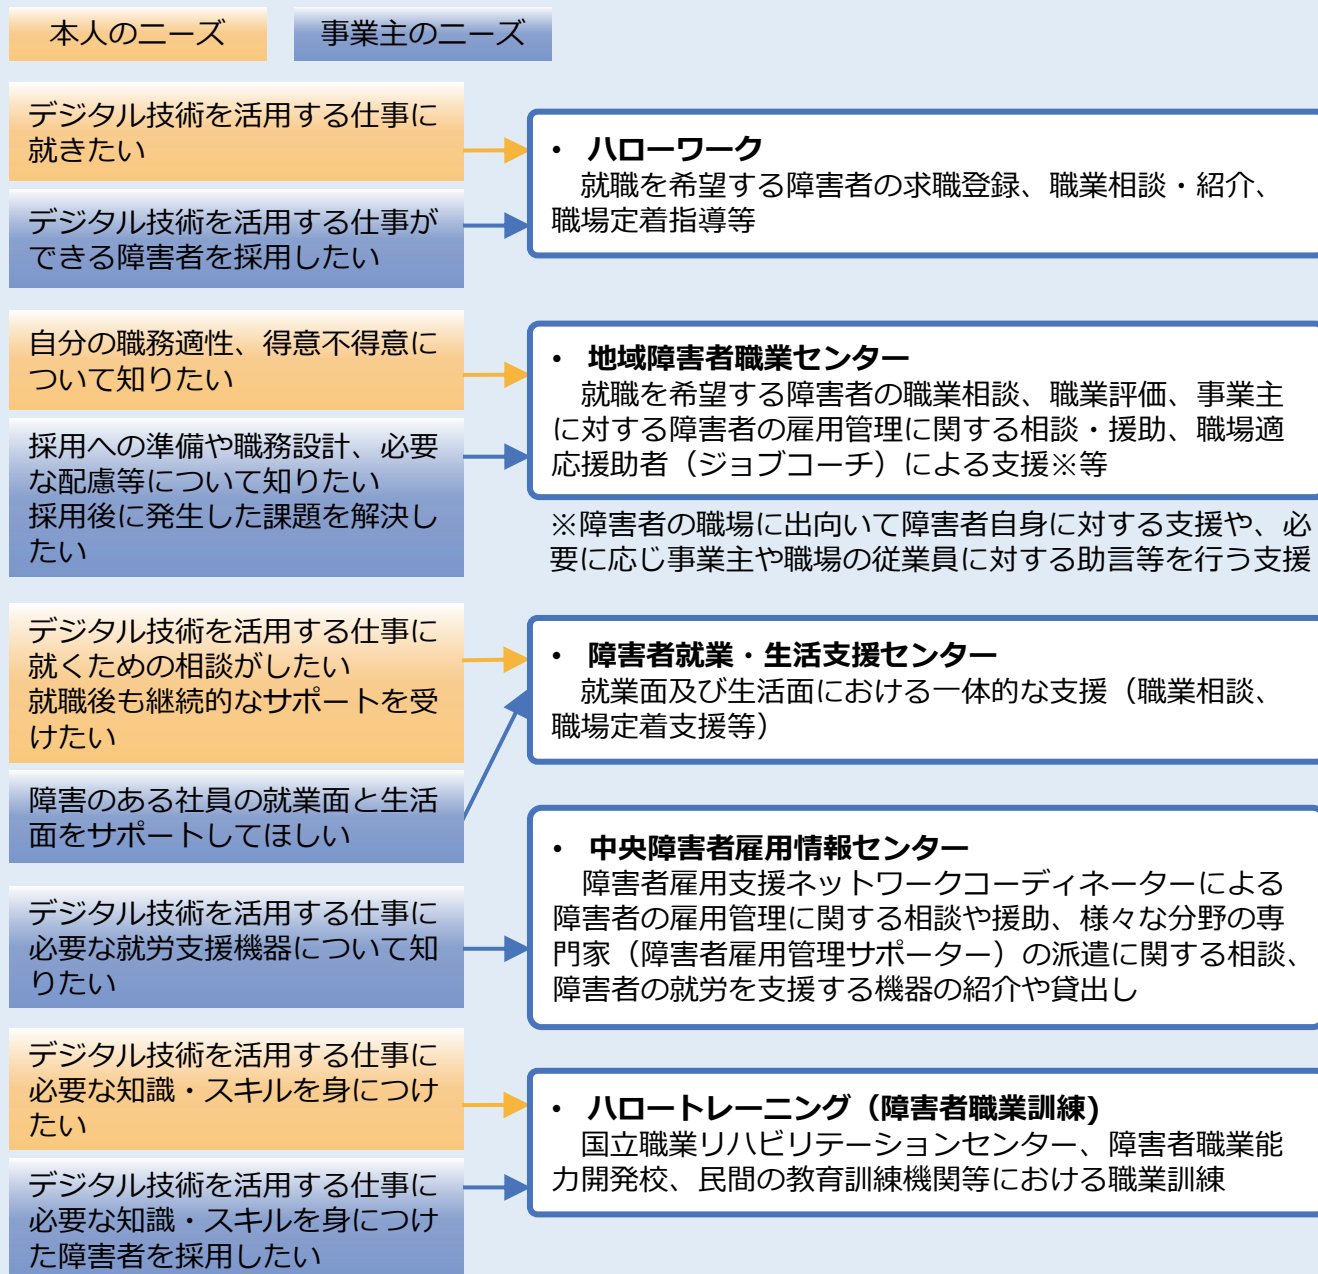 本人のニーズ
事業主のニーズ
デジタル技術を活用する仕事に
就きたい
デジタル技術を活用する仕事が
できる障害者を採用したい
・ ハローワーク
就職を希望する障害者の求職登録、職業相談・紹介、
職場定着指導等
自分の職務適性、得意不得意に
ついて知りたい
採用への準備や職務設計、必要
な配慮等について知りたい
採用後に発生した課題を解決し
たい
・ 地域障害者職業センター
就職を希望する障害者の職業相談、職業評価、事業主
に対する障害者の雇用管理に関する相談・援助、職場適
応援助者（ジョブコーチ）による支援※等
※障害者の職場に出向いて障害者自身に対する支援や、必
要に応じ事業主や職場の従業員に対する助言等を行う支援
デジタル技術を活用する仕事に
就くための相談がしたい
就職後も継続的なサポートを受
けたい
障害のある社員の就業面と生活
面をサポートしてほしい
・ 障害者就業・生活支援センター
就業面及び生活面における一体的な支援（職業相談、
職場定着支援等）
デジタル技術を活用する仕事に
必要な就労支援機器について知
りたい
・ 中央障害者雇用情報センター
障害者雇用支援ネットワークコーディネーターによる
障害者の雇用管理に関する相談や援助、様々な分野の専
門家（障害者雇用管理サポーター）の派遣に関する相談、
障害者の就労を支援する機器の紹介や貸出し
デジタル技術を活用する仕事に
必要な知識・スキルを身につけ
たい
デジタル技術を活用する仕事に
必要な知識・スキルを身につけ
た障害者を採用したい
・ ハロートレーニング（障害者職業訓練)
国立職業リハビリテーションセンター、障害者職業能
力開発校、民間の教育訓練機関等における職業訓練